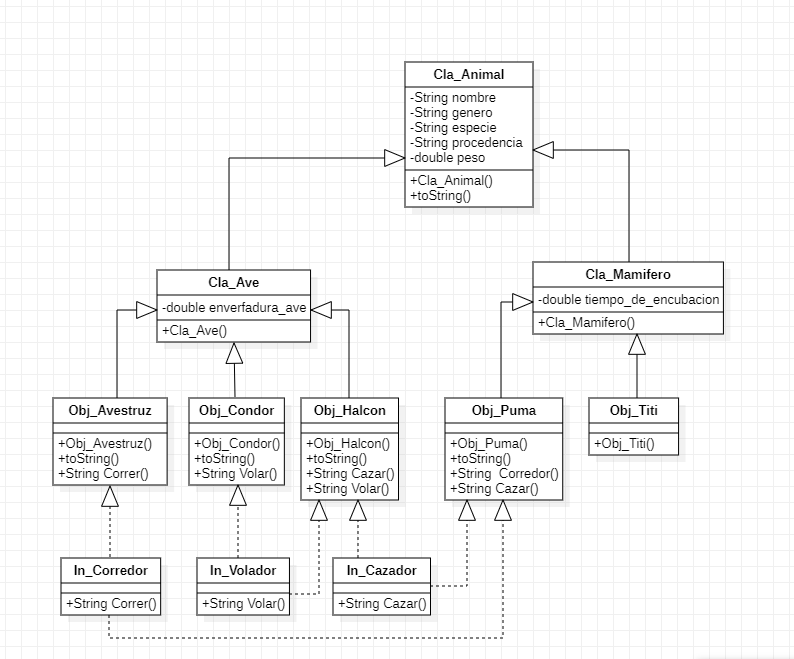 Cla_Animal
-String nombre
-String genero
-String especie
-String procedencia
-double peso
+Cla_Animal()
+toString()
Cla_Ave
-double enverfadura_ave
+Cla_Ave()
Cla_Mamifero
-double tiempo_de_encubacion
+Cla_Mamifero()
Obj_Avestruz
+Obj_Avestruz()
+toString()
+String Correr()
Obj_Condor
+Obj_Condor()
+toString()
+String Volar()
Obj_Halcon
+Obj_Halcon()
+toString()
+String Cazar()
+String Volar()
Obj_Puma
+Obj_Puma()
+toString()
+String  Corredor()
+String Cazar()
Obj_Titi
+Obj_Titi()
In_Corredor
+String Correr()
In_Volador
+String Volar()
In_Cazador
+String Cazar()